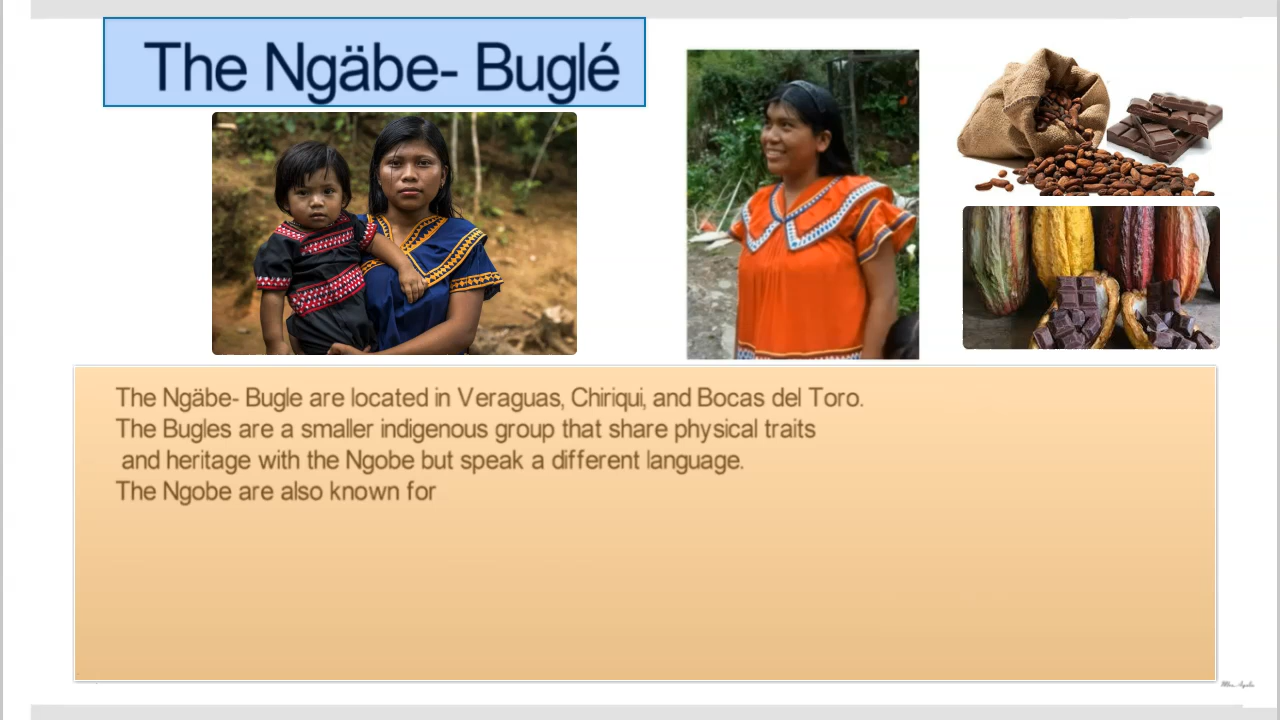 The Ngäbe- Buglé
The Ngäbe- Bugle are located in Veraguas, Chiriqui, and Bocas del Toro.
The Bugles are a smaller indigenous group that share physical traits
and heritage with the Ngobe but speak a different language.
The Ngobe are also known for